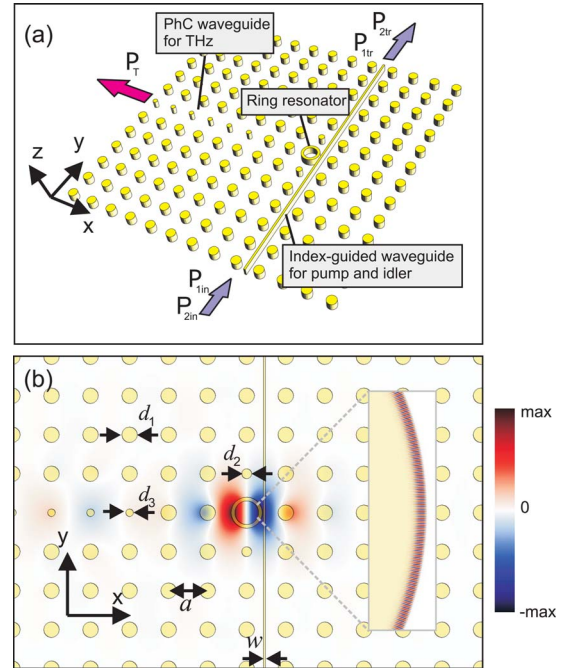 (a)
PhC waveguide
for THz
P2tr
P1tr
PT
Ring resonator
z
y
x
Index-guided waveguide
for pump and idler
P1in
P2in
(b)
d1
d2
d3
y
x
a
w
max
0
-max